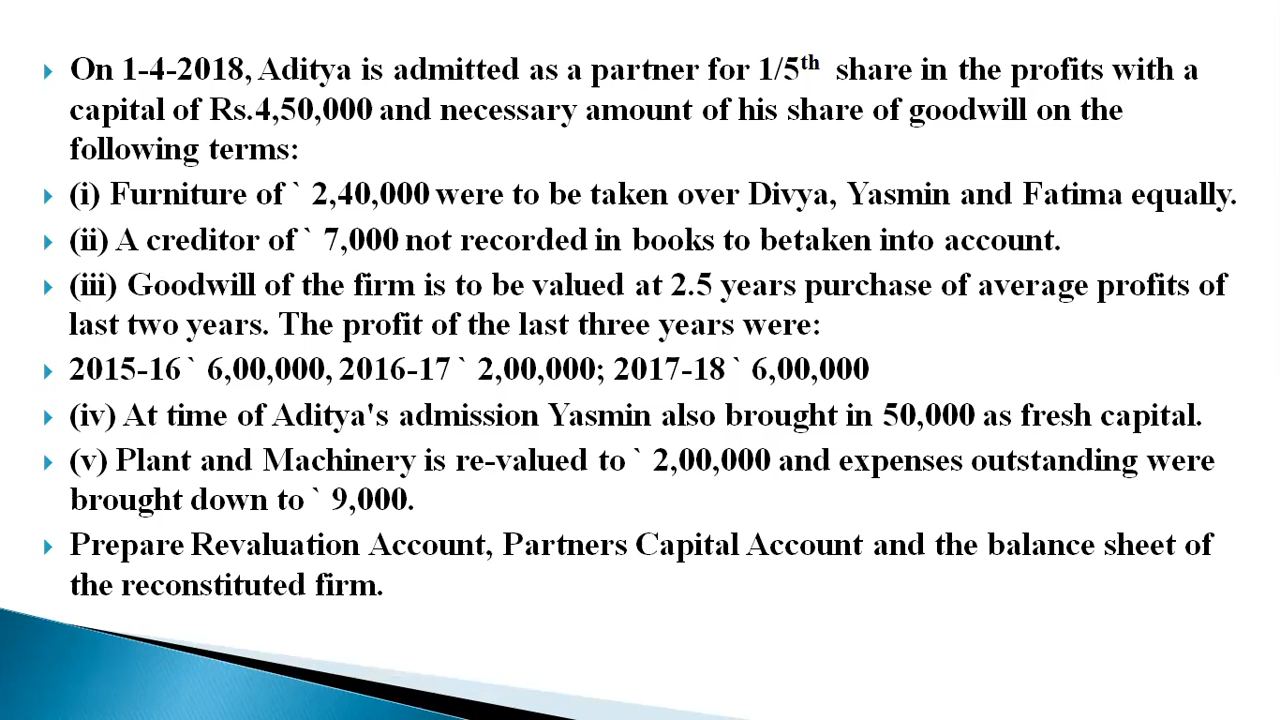 On 1-4-2018, Aditya is admitted as a partner for 1/5th share in the profits with a
capital of Rs.4,50,000 and necessary amount of his share of goodwill on the
following terms:
(i) Furniture of ` 2,40,000 were to be taken over Divya, Yasmin and Fatima equally.
(ii) A creditor of ` 7,000 not recorded in books to betaken into account.
(iii) Goodwill of the firm is to be valued at 2.5 years purchase of average profits of
last two years. The profit of the last three years were:
2015-16 ` 6,00,000, 2016-17 ` 2,00,000; 2017-18 ` 6,00,000
(iv) At time of Aditya's admission Yasmin also brought in 50,000 as fresh capital.
(v) Plant and Machinery is re-valued to ` 2,00,000 and expenses outstanding were
brought down to ` 9,000.
Prepare Revaluation Account, Partners Capital Account and the balance sheet of
the reconstituted firm.